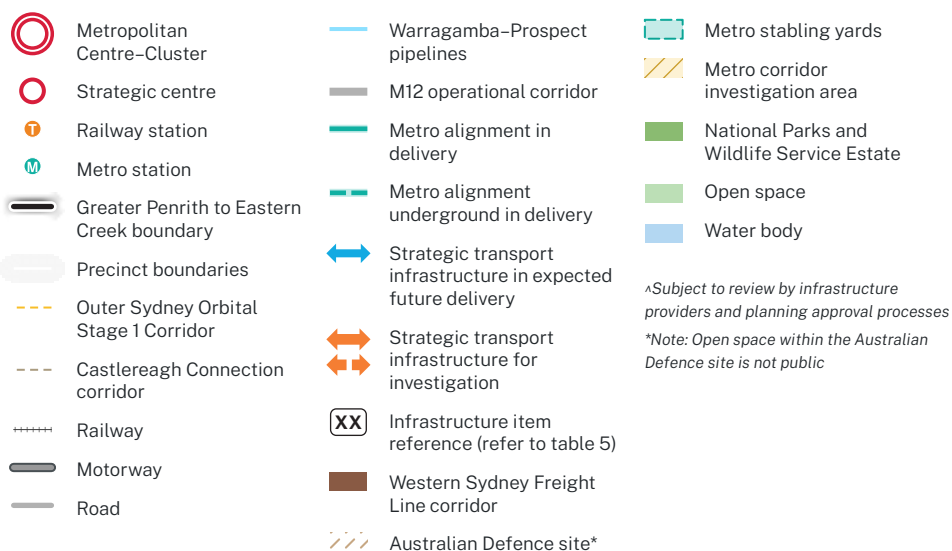 Metropolitan
Centre–Cluster
Strategic centre
T
Railway station
M
Metro station
Greater Penrith to Eastern
Creek boundary
Precinct boundaries
Outer Sydney Orbital
Stage 1 Corridor
Castlereagh Connection
corridor
Railway
Motorway
Road
Warragamba–Prospect
pipelines
M12 operational corridor
Metro alignment in
delivery
Metro alignment
underground in delivery
Strategic transport
infrastructure in expected
future delivery
Strategic transport
infrastructure for
investigation
XX
Infrastructure item
reference (refer to table 5)
Western Sydney Freight
Line corridor
Australian Defence site*
Metro stabling yards
Metro corridor
investigation area
National Parks and
Wildlife Service Estate
Open space
Water body
^Subject to review by infrastructure
providers and planning approval processes
*Note: Open space within the Australian
Defence site is not public